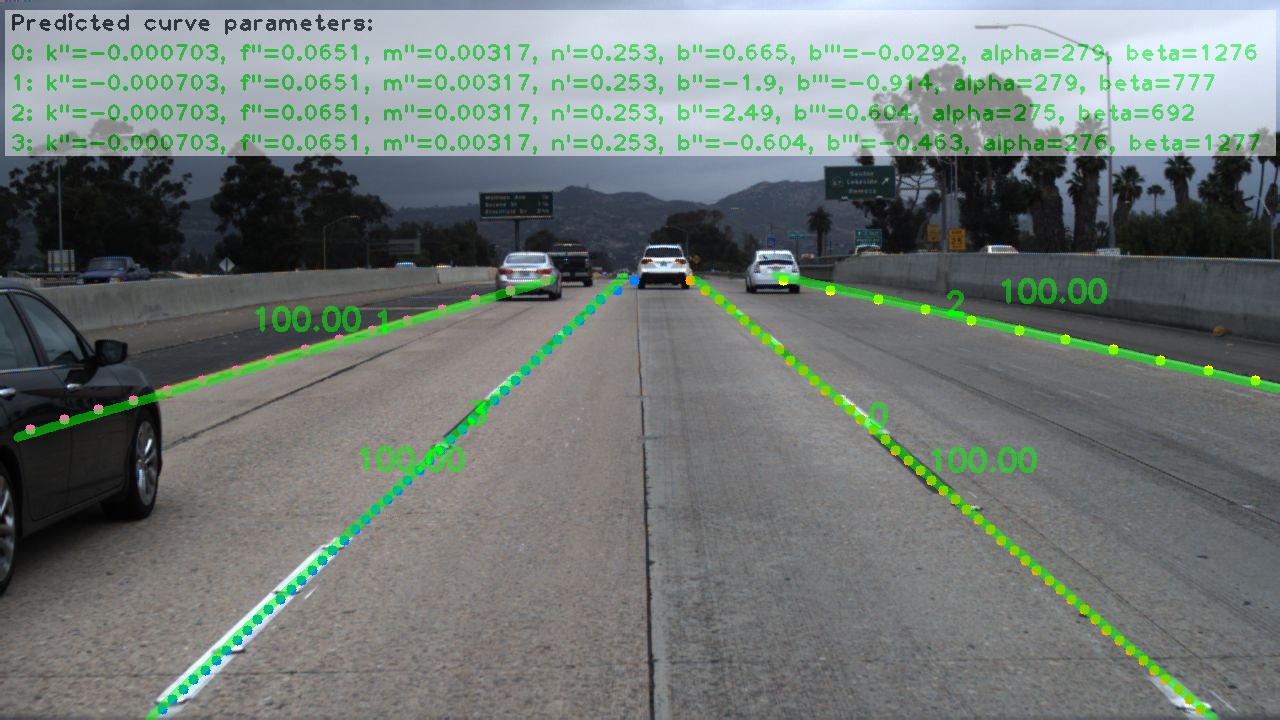 Predicted curve parameters:
0: k"=-0.000703, f"=0.0651, m"=0.00317, n'=0.253, b"=0.665, b'''=-0.0292, alpha=279, beta=1276
1: k"=-0.000703, f"=0.0651, m"=0.00317, n'=0.253, b"=-1.9, b'''=-0.914, alpha=279, beta=777
2: k"=-0.000703, f"=0.0651, m"=0.00317, n'=0.253, b"=2.49, b'''=0.604, alpha=275, beta=692
3: k"=-0.000703, f"=0.0651, m"=0.00317, n'=0.253, b"=-0.604, b'''=-0.463, alpha=276, beta=1277
Lakeside
100.00 1
2 100.00
3
0
100.00
100.00